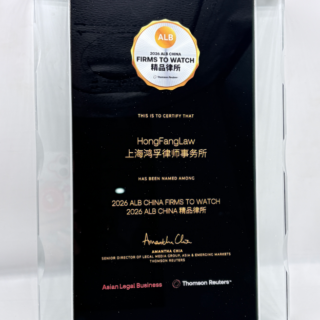 ALB
2026 ALB CHINA
FIRMS TO WATCH
精品律所
Thomson Reuters
THIS IS TO CERTIFY THAT
HongFangLaw
上海鸿孚律师事务所
HAS BEEN NAMED AMONG
2026 ALB CHINA FIRMS TO WATCH
2026 ALB CHINA 精品律所
Amantha Chia
AMANTHA CHIA
SENIOR DIRECTOR OF LEGAL MEDIA GROUP, ASIA & EMERGING MARKETS
THOMSON REUTERS
Asian Legal Business
Thomson Reuters™